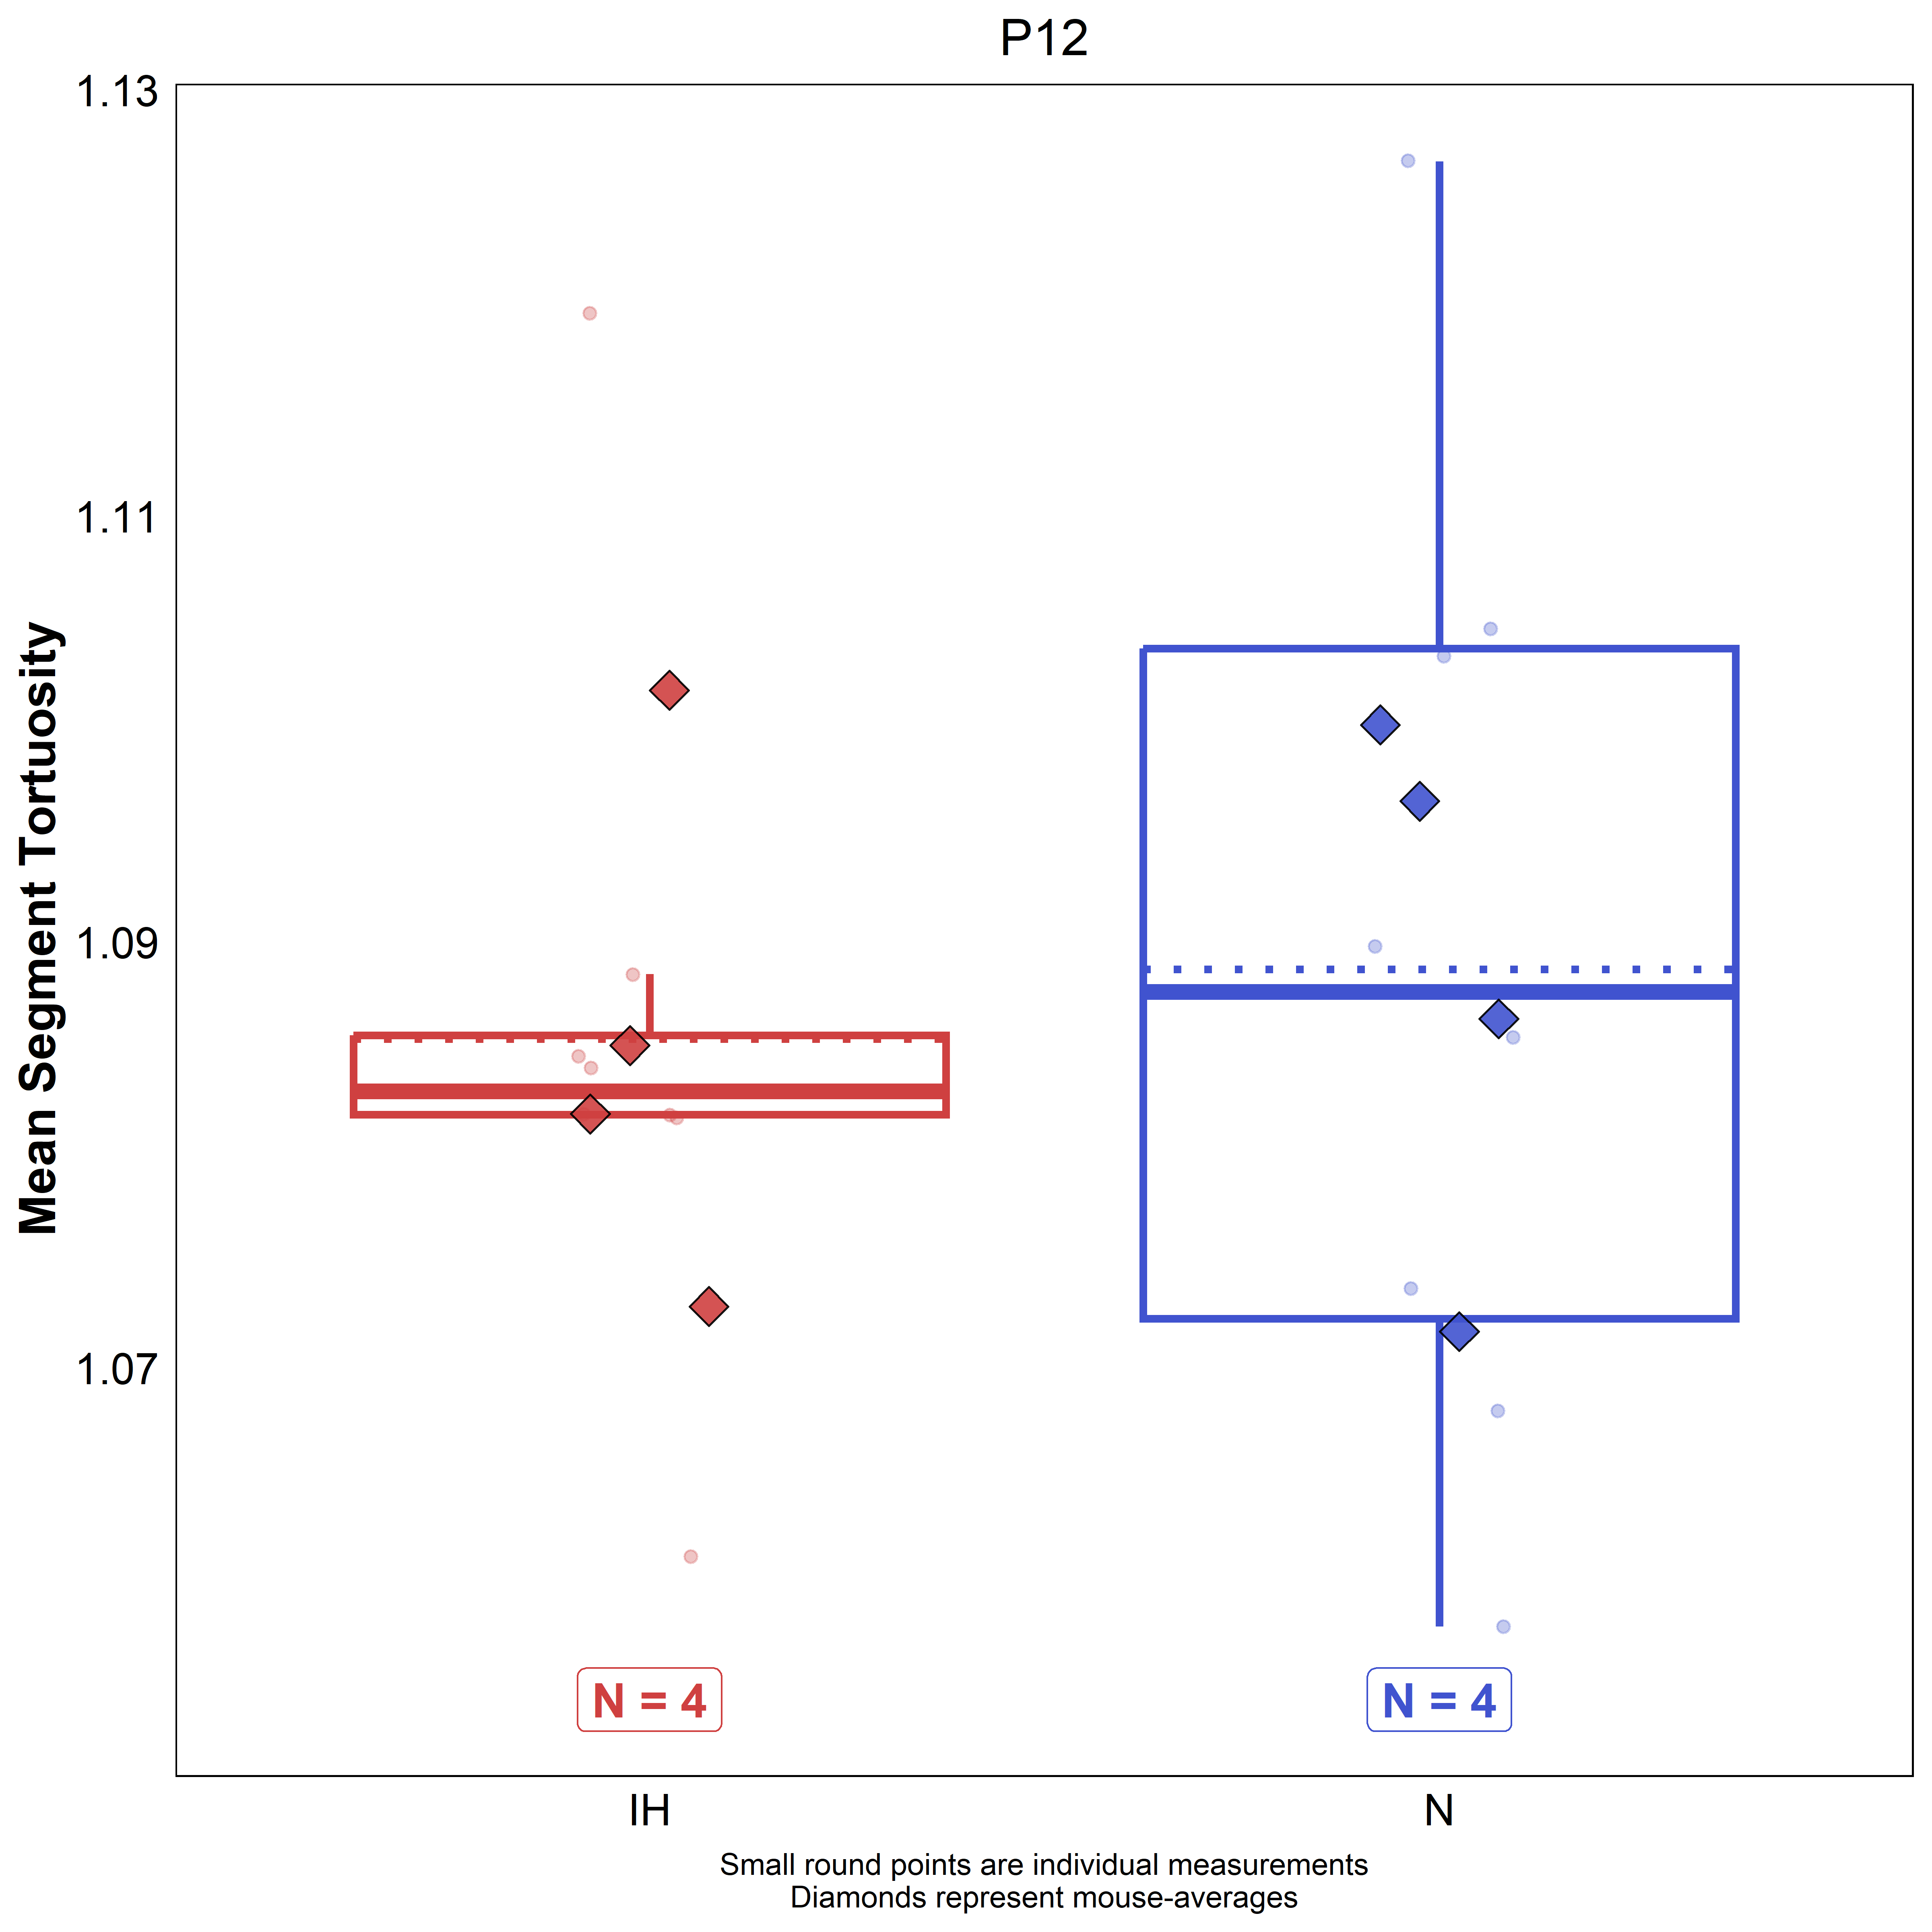 P12
1.13
1.11
1.09
1.07
Mean Segment Tortuosity
N = 4
N = 4
IH
N
Small round points are individual measurements
Diamonds represent mouse-averages